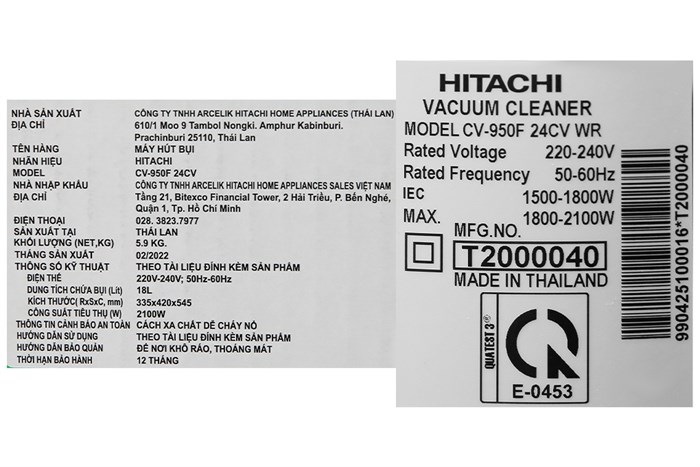 NHÀ SẢN XUẤT CÔNG TY TNHH ARCELIK HITACHI HOME APPLIANCES (THÁI LAN)
ĐỊA CHỈ 610/1 Moo 9 Tambol Nongki. Amphur Kabinburi.
Prachinburi 25110, Thái Lan
TÊN HÀNG MÁY HÚT BỤI
NHÃN HIỆU HITACHI
MODEL CV-950F 24CV
NHÀ NHẬP KHẨU CÔNG TY TNHH ARCELIK HITACHI HOME APPLIANCES SALES VIỆT NAM
ĐỊA CHỈ Tầng 21, Bitexco Financial Tower, 2 Hải Triều, P. Bến Nghé,
Quận 1, Tp. Hồ Chí Minh
ĐIỆN THOẠI 028. 3823.7977
SẢN XUẤT TẠI THÁI LAN
KHỐI LƯỢNG (NET,KG) 5.9 KG.
THÁNG SẢN XUẤT 02/2022
THÔNG SỐ KỸ THUẬT THEO TÀI LIỆU ĐÍNH KÈM SẢN PHẨM
ĐIỆN THẾ 220V-240V; 50Hz-60Hz
DUNG TÍCH CHỨA BỤI (Lít) 18L
KÍCH THƯỚC( RxSxC, mm) 335x420x545
CÔNG SUẤT TIÊU THỤ (W) 2100W
THÔNG TIN CẢNH BÁO AN TOÀN CÁCH XA CHẤT DỄ CHÁY NỔ
HƯỚNG DẪN SỬ DỤNG THEO TÀI LIỆU ĐÍNH KÈM SẢN PHẨM
HƯỚNG DẪN BẢO QUẢN ĐỂ NƠI KHÔ RÁO, THOÁNG MÁT
THỜI HẠN BẢO HÀNH 12 THÁNG
HITACHI
VACUUM CLEANER
MODEL CV-950F 24CV WR
Rated Voltage 220-240V
Rated Frequency 50-60Hz
IEC 1500-1800W
MAX. 1800-2100W
MFG.NO.
T2000040
MADE IN THAILAND
QUATEST 3®
E-0453
990425100016*T2000040